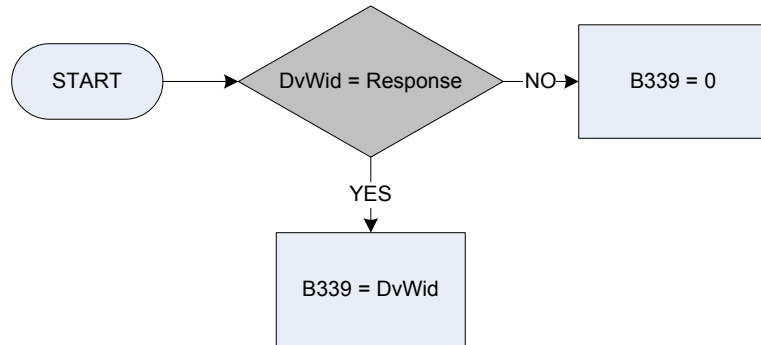 START
DvWid = Response
NO
B339 = 0
YES
B339 = DvWid